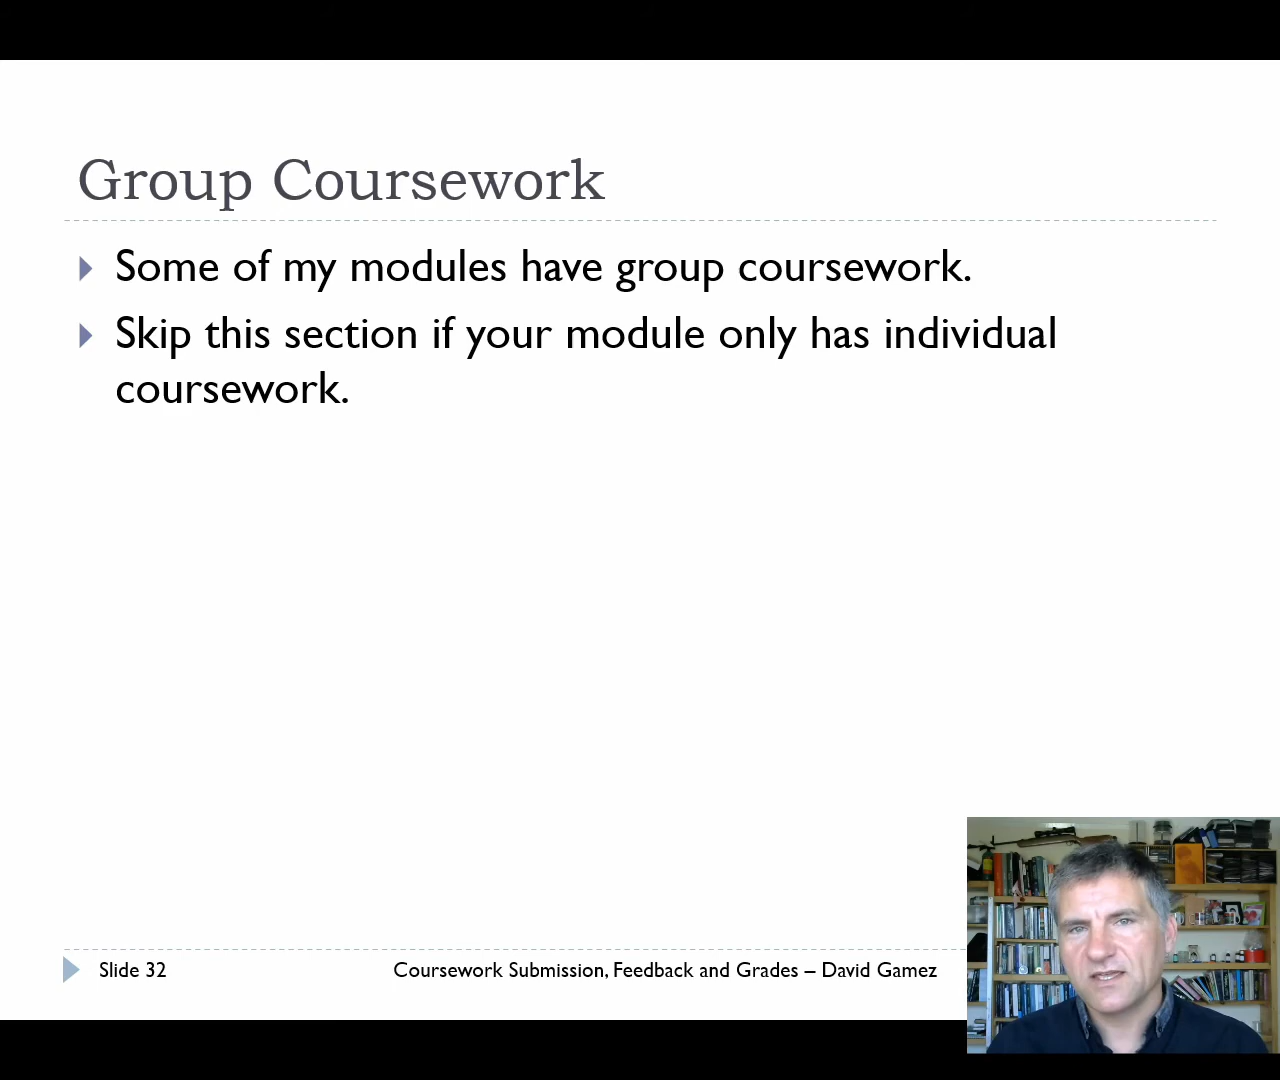 Group Coursework
Some of my modules have group coursework.
Skip this section if your module only has individual
coursework.
Slide 32
Coursework Submission, Feedback and Grades – David Gamez